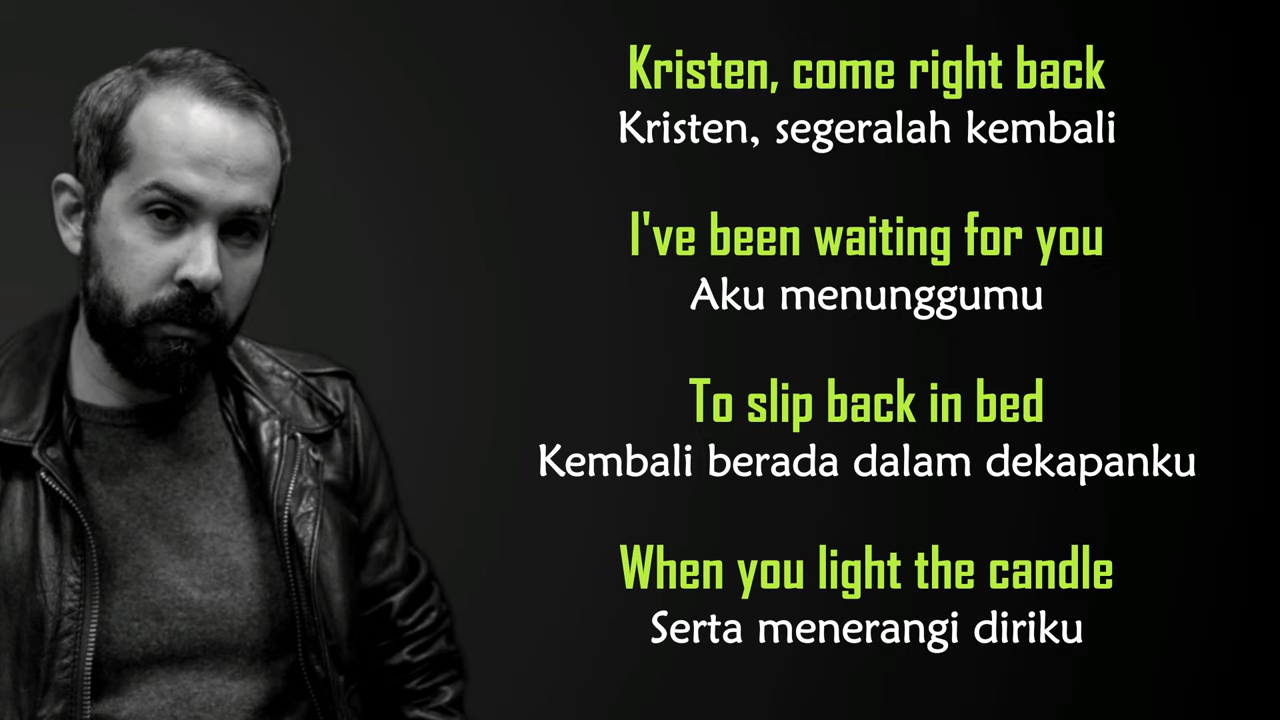 Kristen, come right back
Kristen, segeralah kembali
I've been waiting for you
Aku menunggumu
To slip back in bed
Kembali berada dalam dekapanku
When you light the candle
Serta menerangi diriku